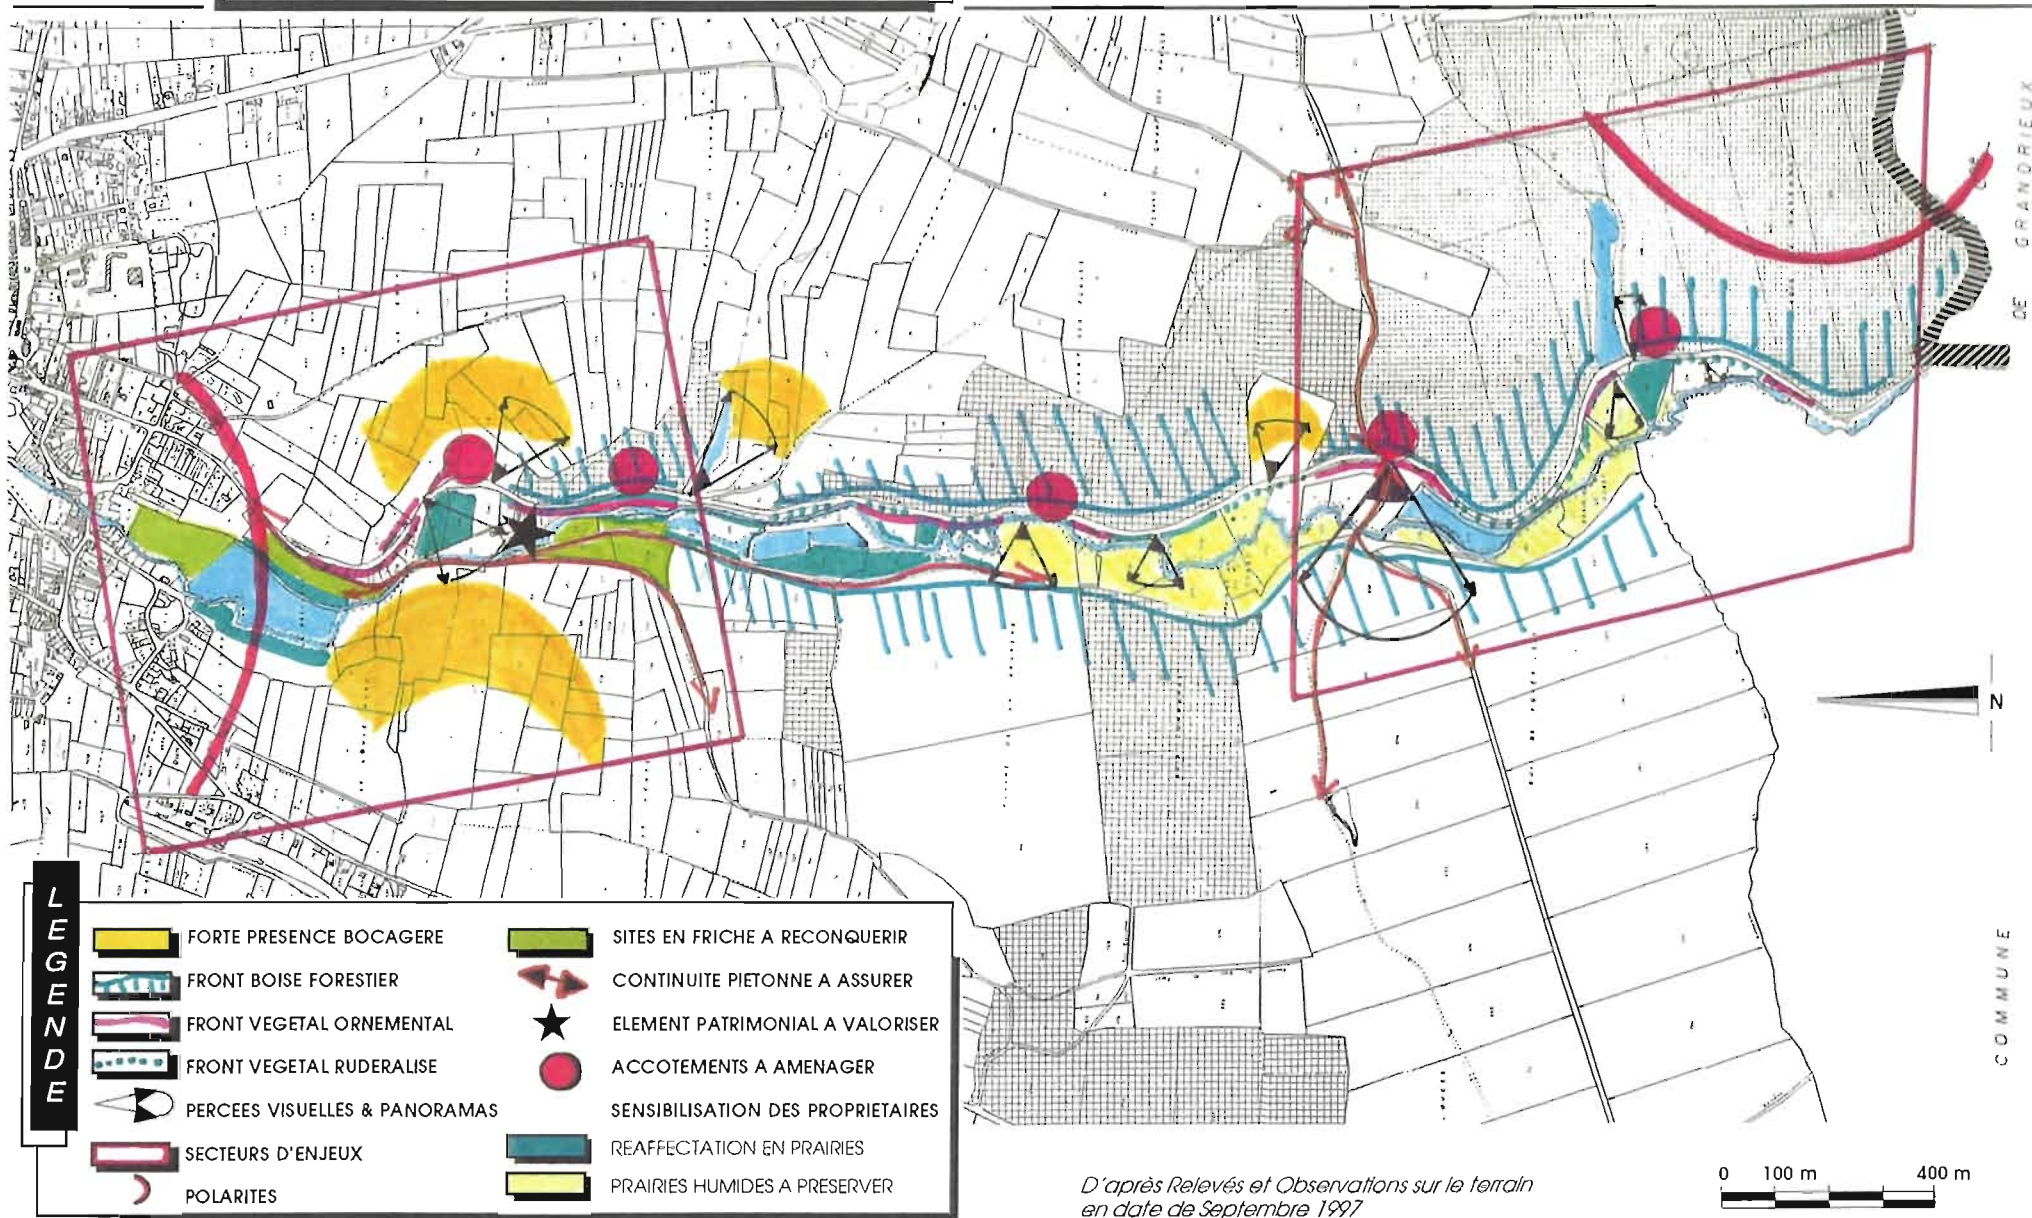 DE GRANDRIEUX
COMMUNE
N
LEGENDE
FORTE PRESENCE BOCAGERE
FRONT BOISE FORESTIER
FRONT VEGETAL ORNEMENTAL
FRONT VEGETAL RUDERALISE
PERCEES VISUELLES & PANORAMAS
SECTEURS D'ENJEUX
POLARITES
SITES EN FRICHE A RECONQUERIR
CONTINUITE PIETONNE A ASSURER
ELEMENT PATRIMONIAL A VALORISER
ACCOTEMENTS A AMENAGER
SENSIBILISATION DES PROPRIETAIRES
REAFFECTATION EN PRAIRIES
PRAIRIES HUMIDES A PRESERVER
D'après Relevés et Observations sur le terrain
en date de Septembre 1997
0 100 m 400 m